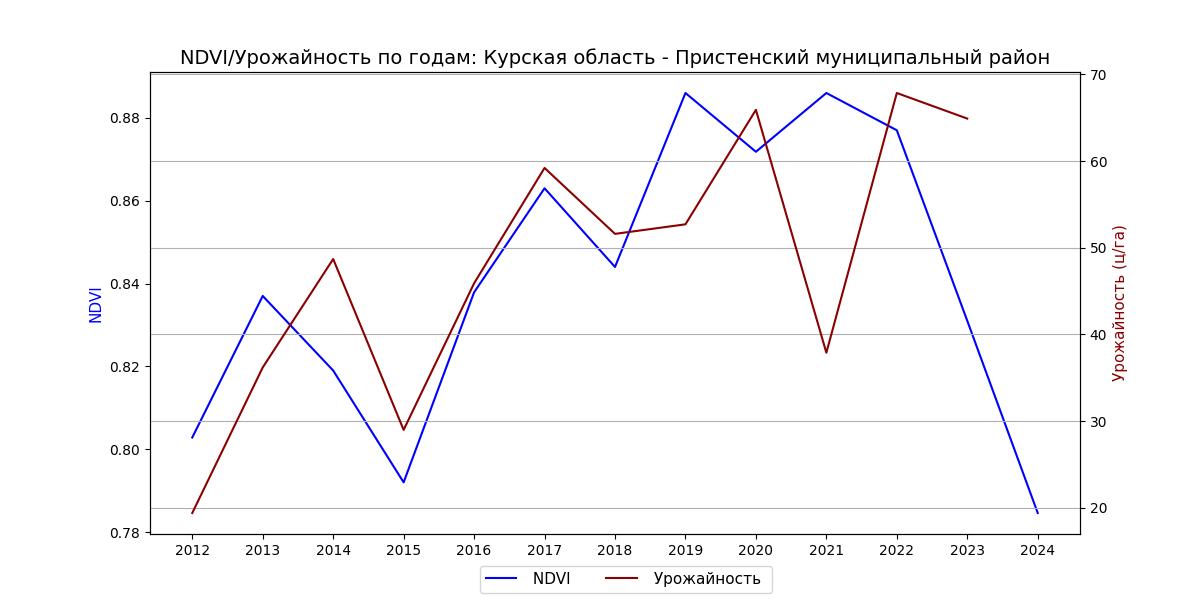 NDVI/Урожайность по годам: Курская область - Пристенский муниципальный район
NDVI
0.88
0.86
0.84
0.82
0.80
0.78
70
60
50
40
30
20
Урожайность (ц/га)
2012 2013 2014 2015 2016 2017 2018 2019 2020 2021 2022 2023 2024
NDVI Урожайность